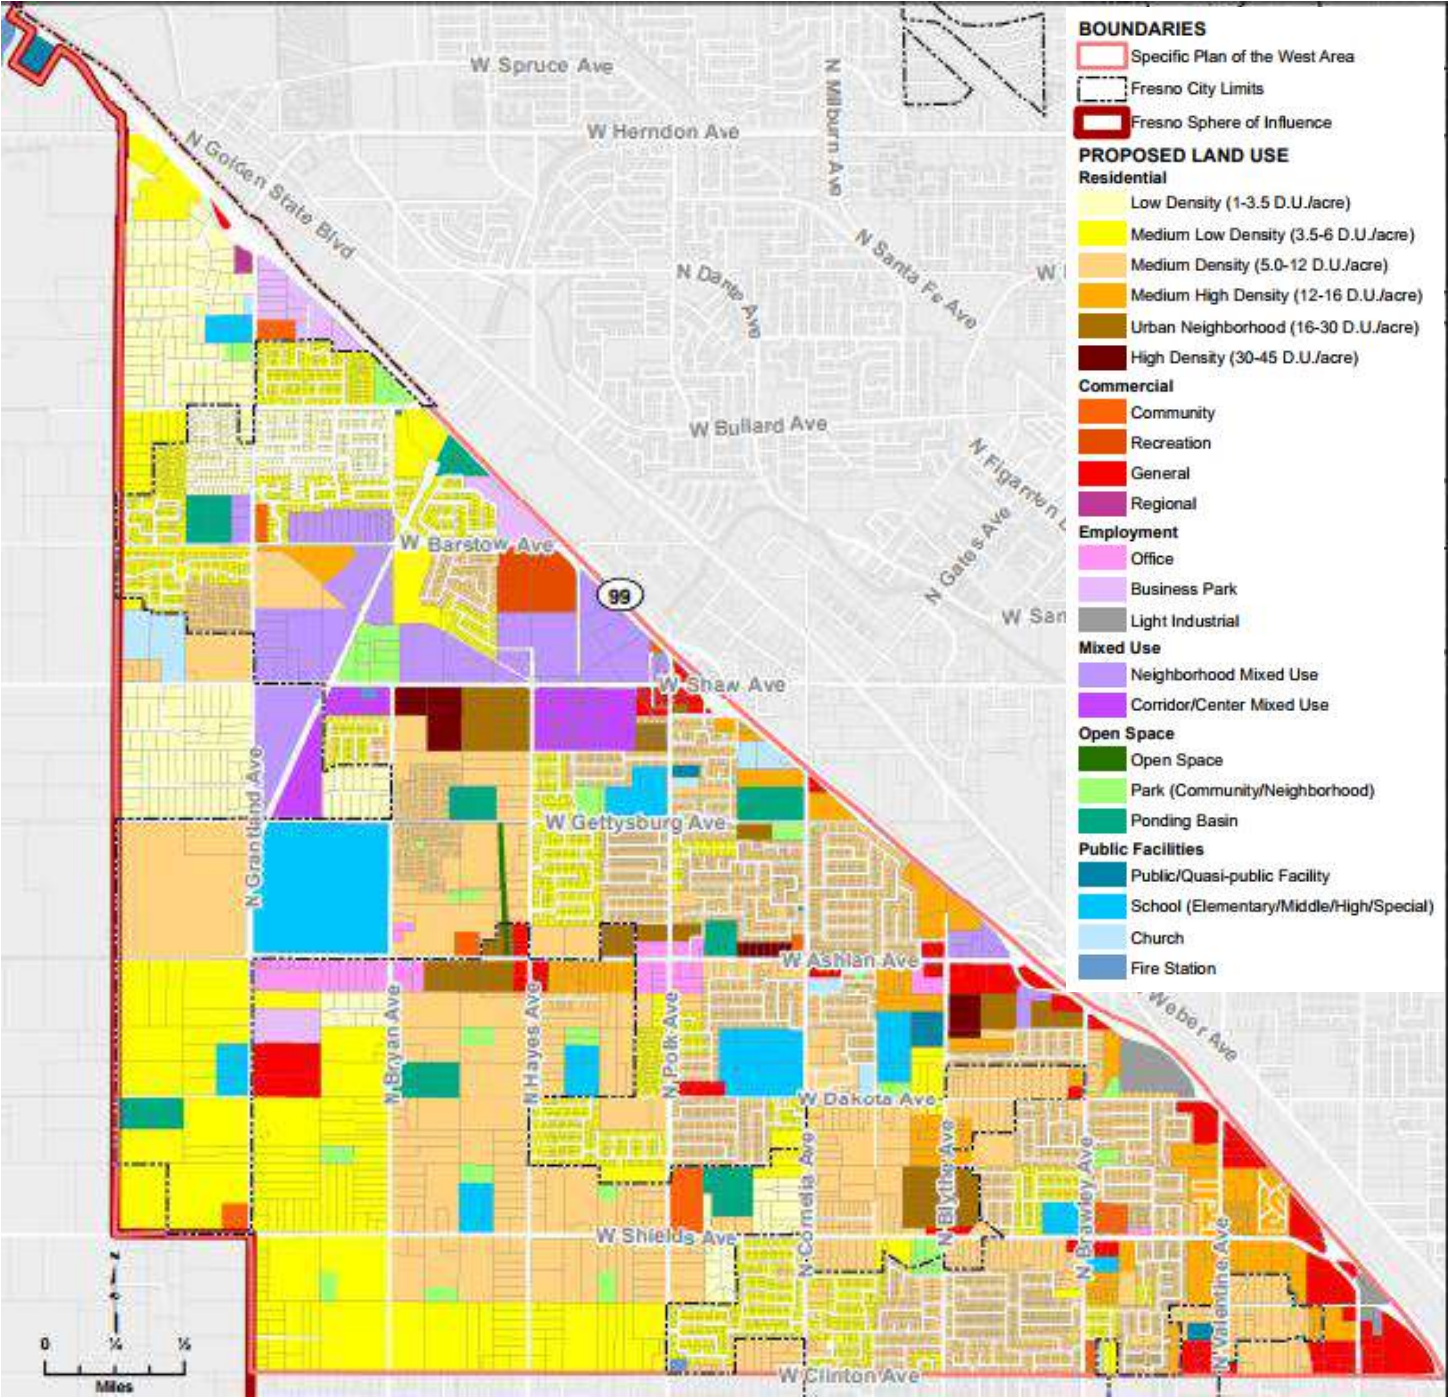 W Spruce Ave
N Milburn Ave
W Herndon Ave
N Golden State Blvd
N Santa Fe Ave
N Dante Ave
W Bullard Ave
N Figarden
N Gates Ave
W Barstow Ave
99
W San
W Shaw Ave
N Grantland Ave
W Gettysburg Ave
W Ashlan Ave
N Bryan Ave
N Hayes Ave
N Polk Ave
Weber Ave
W Dakota Ave
N Cornelia Ave
N Blythe Ave
N Brawley Ave
W Shields Ave
N Valentine Ave
W Clinton Ave
N
0 ¼ ½
Miles
BOUNDARIES
Specific Plan of the West Area
Fresno City Limits
Fresno Sphere of Influence
PROPOSED LAND USE
Residential
Low Density (1-3.5 D.U./acre)
Medium Low Density (3.5-6 D.U./acre)
Medium Density (5.0-12 D.U./acre)
Medium High Density (12-16 D.U./acre)
Urban Neighborhood (16-30 D.U./acre)
High Density (30-45 D.U./acre)
Commercial
Community
Recreation
General
Regional
Employment
Office
Business Park
Light Industrial
Mixed Use
Neighborhood Mixed Use
Corridor/Center Mixed Use
Open Space
Open Space
Park (Community/Neighborhood)
Ponding Basin
Public Facilities
Public/Quasi-public Facility
School (Elementary/Middle/High/Special)
Church
Fire Station